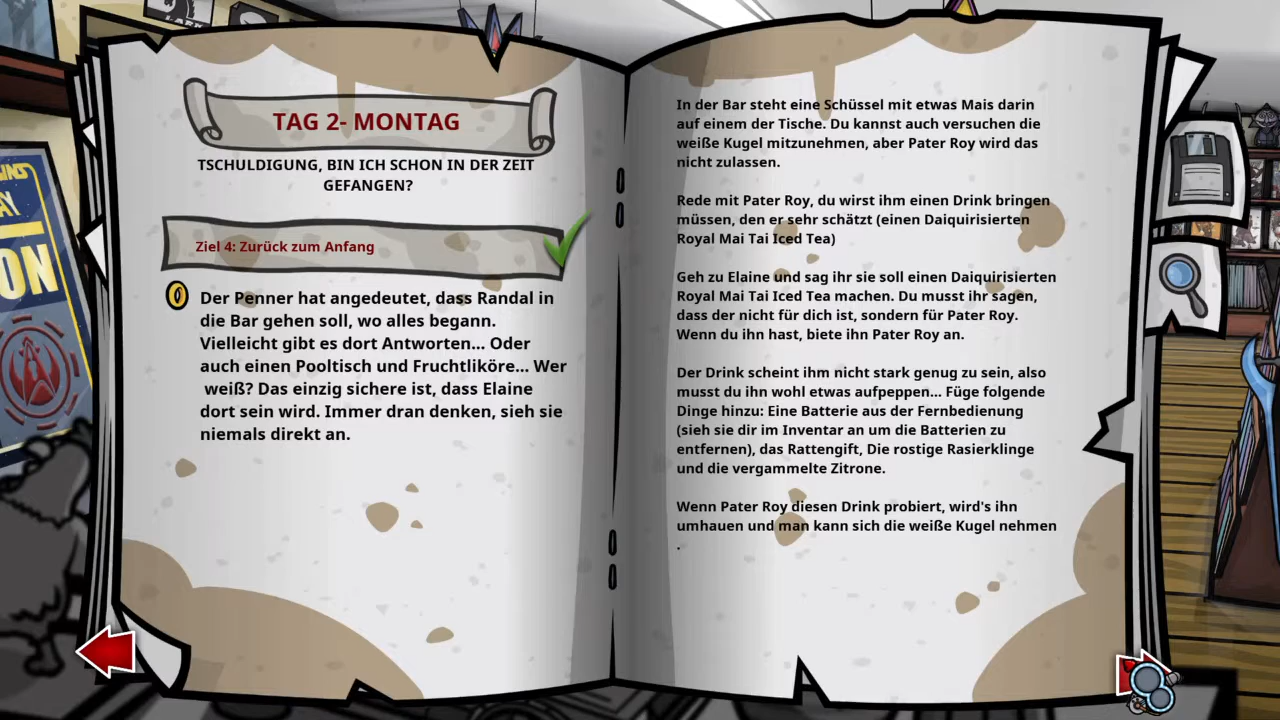 TAG 2- MONTAG
TSCHULDIGUNG, BIN ICH SCHON IN DER ZEIT
GEFANGEN?
Ziel 4: Zurück zum Anfang
Der Penner hat angedeutet, dass Randal in
die Bar gehen soll, wo alles begann.
Vielleicht gibt es dort Antworten... Oder
auch einen Pooltisch und Fruchtliköre... Wer
weiß? Das einzig sichere ist, dass Elaine
dort sein wird. Immer dran denken, sieh sie
niemals direkt an.
In der Bar steht eine Schüssel mit etwas Mais darin
auf einem der Tische. Du kannst auch versuchen die
weiße Kugel mitzunehmen, aber Pater Roy wird das
nicht zulassen.
Rede mit Pater Roy, du wirst ihm einen Drink bringen
müssen, den er sehr schätzt (einen Daiquirisierten
Royal Mai Tai Iced Tea)
Geh zu Elaine und sag ihr sie soll einen Daiquirisierten
Royal Mai Tai Iced Tea machen. Du musst ihr sagen,
dass der nicht für dich ist, sondern für Pater Roy.
Wenn du ihn hast, biete ihn Pater Roy an.
Der Drink scheint ihm nicht stark genug zu sein, also
musst du ihn wohl etwas aufpeppen... Füge folgende
Dinge hinzu: Eine Batterie aus der Fernbedienung
(sieh sie dir im Inventar an um die Batterien zu
entfernen), das Rattengift, Die rostige Rasierklinge
und die vergammelte Zitrone.
Wenn Pater Roy diesen Drink probiert, wird's ihn
umhauen und man kann sich die weiße Kugel nehmen
.